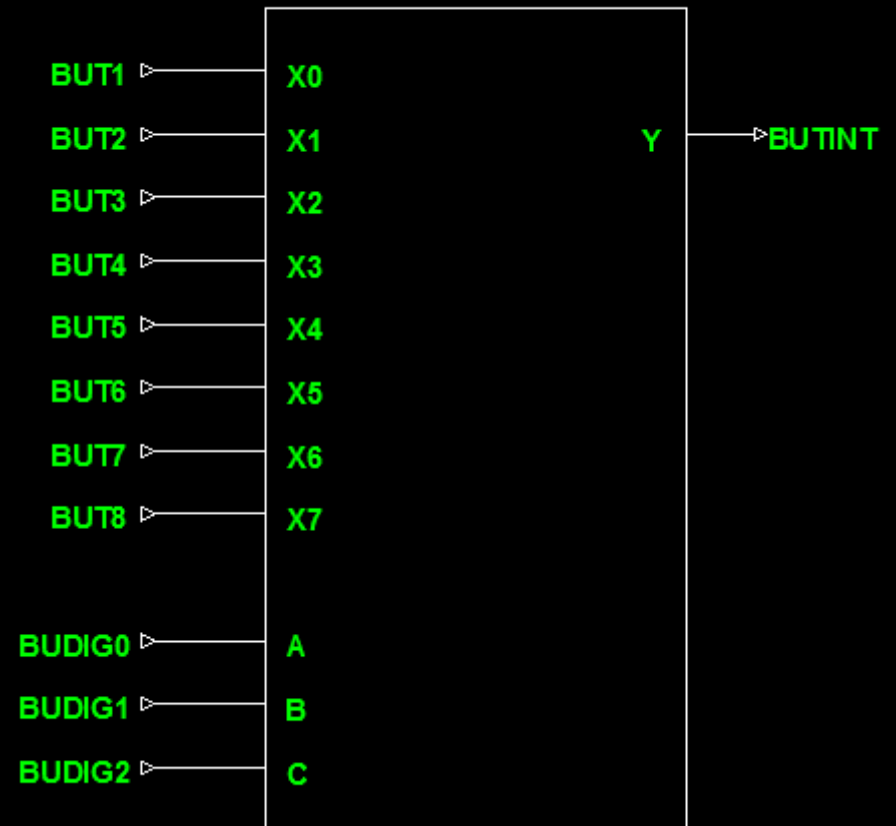 BUT1 X0
BUT2 X1 Y BUTINT
BUT3 X2
BUT4 X3
BUT5 X4
BUT6 X5
BUT7 X6
BUT8 X7
BUDIG0 A
BUDIG1 B
BUDIG2 C